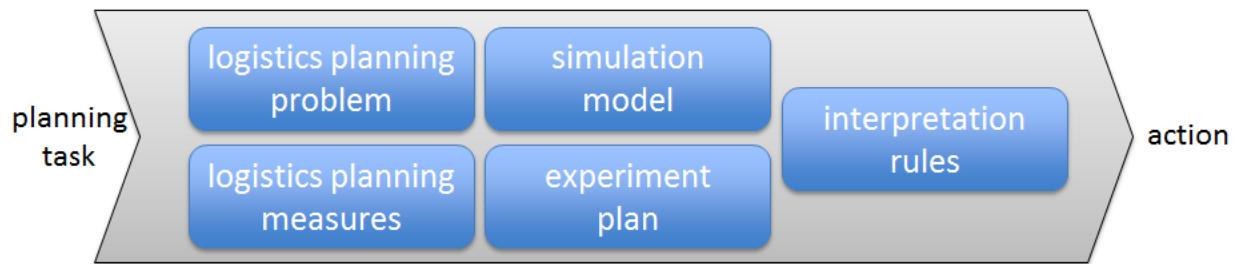 planning
task
logistics planning
problem
logistics planning
measures
simulation
model
experiment
plan
interpretation
rules
action